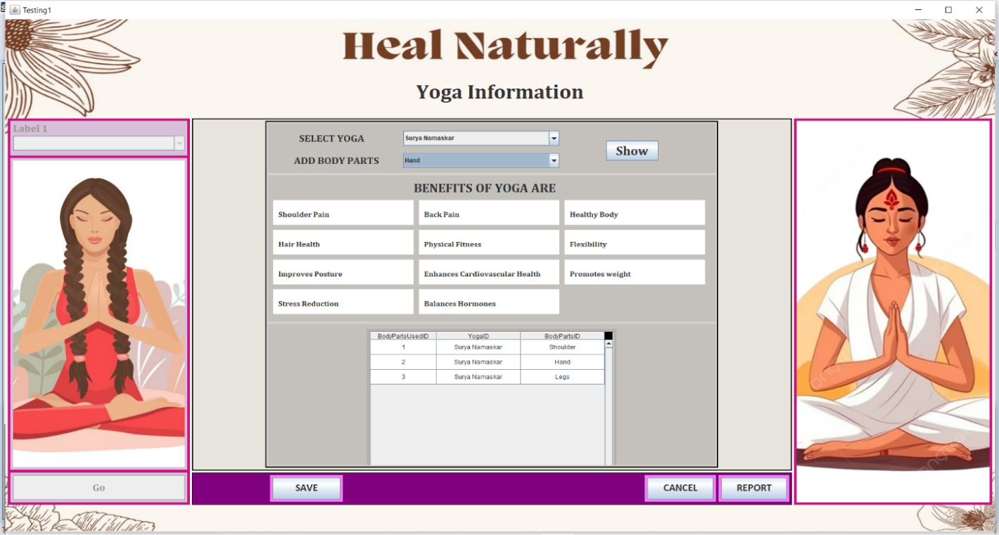 Testing1
Heal Naturally
Yoga Information
Label 1
SELECT YOGA
Surya Namaskar
Show
ADD BODY PARTS
Hand
BENEFITS OF YOGA ARE
Shoulder Pain
Back Pain
Healthy Body
Hair Health
Physical Fitness
Flexibility
Improves Posture
Enhances Cardiovascular Health
Promotes weight
Stress Reduction
Balances Hormones
BodyPartsUsedID YogaID BodyPartsID
1 Surya Namaskar Shoulder
2 Surya Namaskar Hand
3 Surya Namaskar Legs
Go
SAVE
CANCEL
REPORT